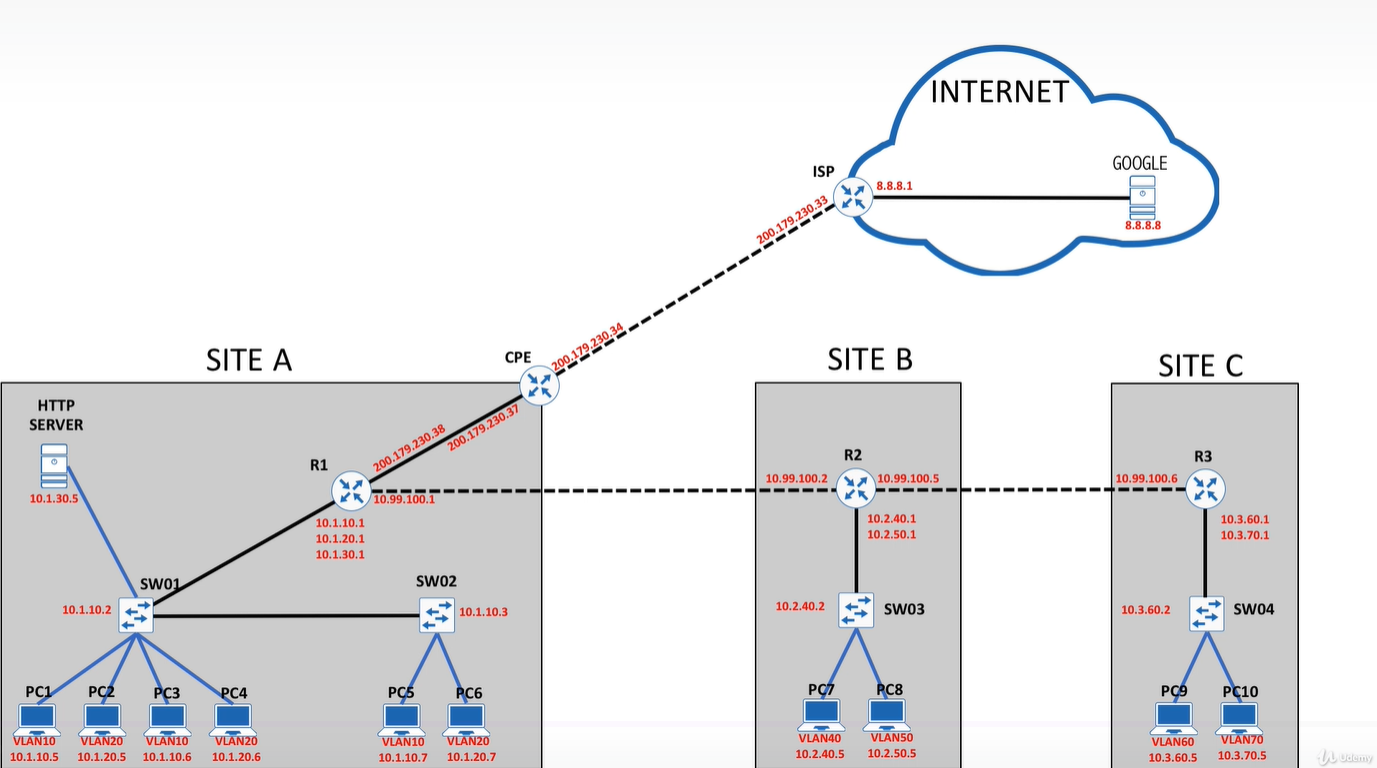 INTERNET
GOOGLE
ISP
8.8.8.1
8.8.8.8
200.179.230.33
200.179.230.34
SITE A
CPE
SITE B
SITE C
HTTP
SERVER
10.1.30.5
200.179.230.38
200.179.230.37
R1
10.99.100.1
10.1.10.1
10.1.20.1
10.1.30.1
R2
10.99.100.2
10.99.100.5
10.2.40.1
10.2.50.1
R3
10.99.100.6
10.3.60.1
10.3.70.1
SW01
10.1.10.2
SW02
10.1.10.3
10.2.40.2
SW03
10.3.60.2
SW04
PC1
VLAN10
10.1.10.5
PC2
VLAN20
10.1.20.5
PC3
VLAN10
10.1.10.6
PC4
VLAN20
10.1.20.6
PC5
VLAN10
10.1.10.7
PC6
VLAN20
10.1.20.7
PC7
VLAN40
10.2.40.5
PC8
VLAN50
10.2.50.5
PC9
VLAN60
10.3.60.5
PC10
VLAN70
10.3.70.5
Udemy